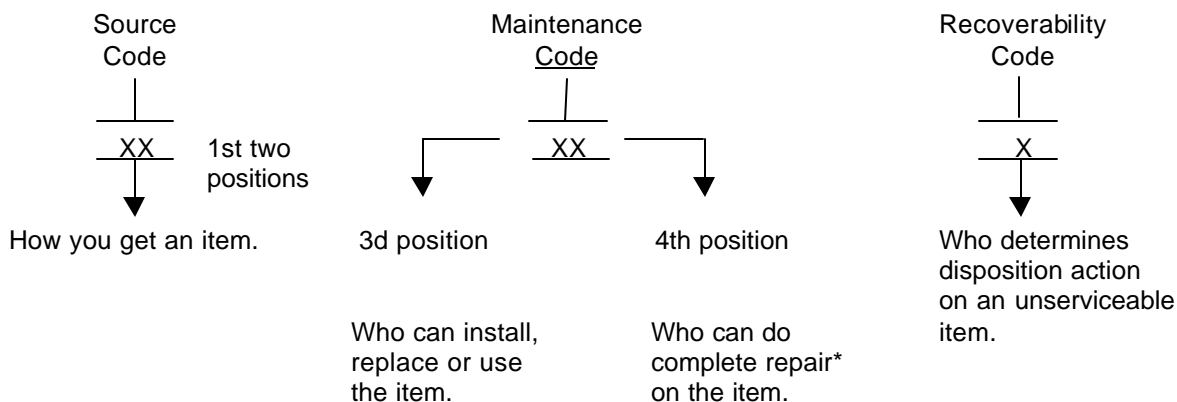 Source
Code
XX
1st two
positions
How you get an item.
Maintenance
Code
XX
3d position
4th position
Who can install,
replace or use
the item.
Who can do
complete repair*
on the item.
Recoverability
Code
X
Who determines
disposition action
on an unserviceable
item.